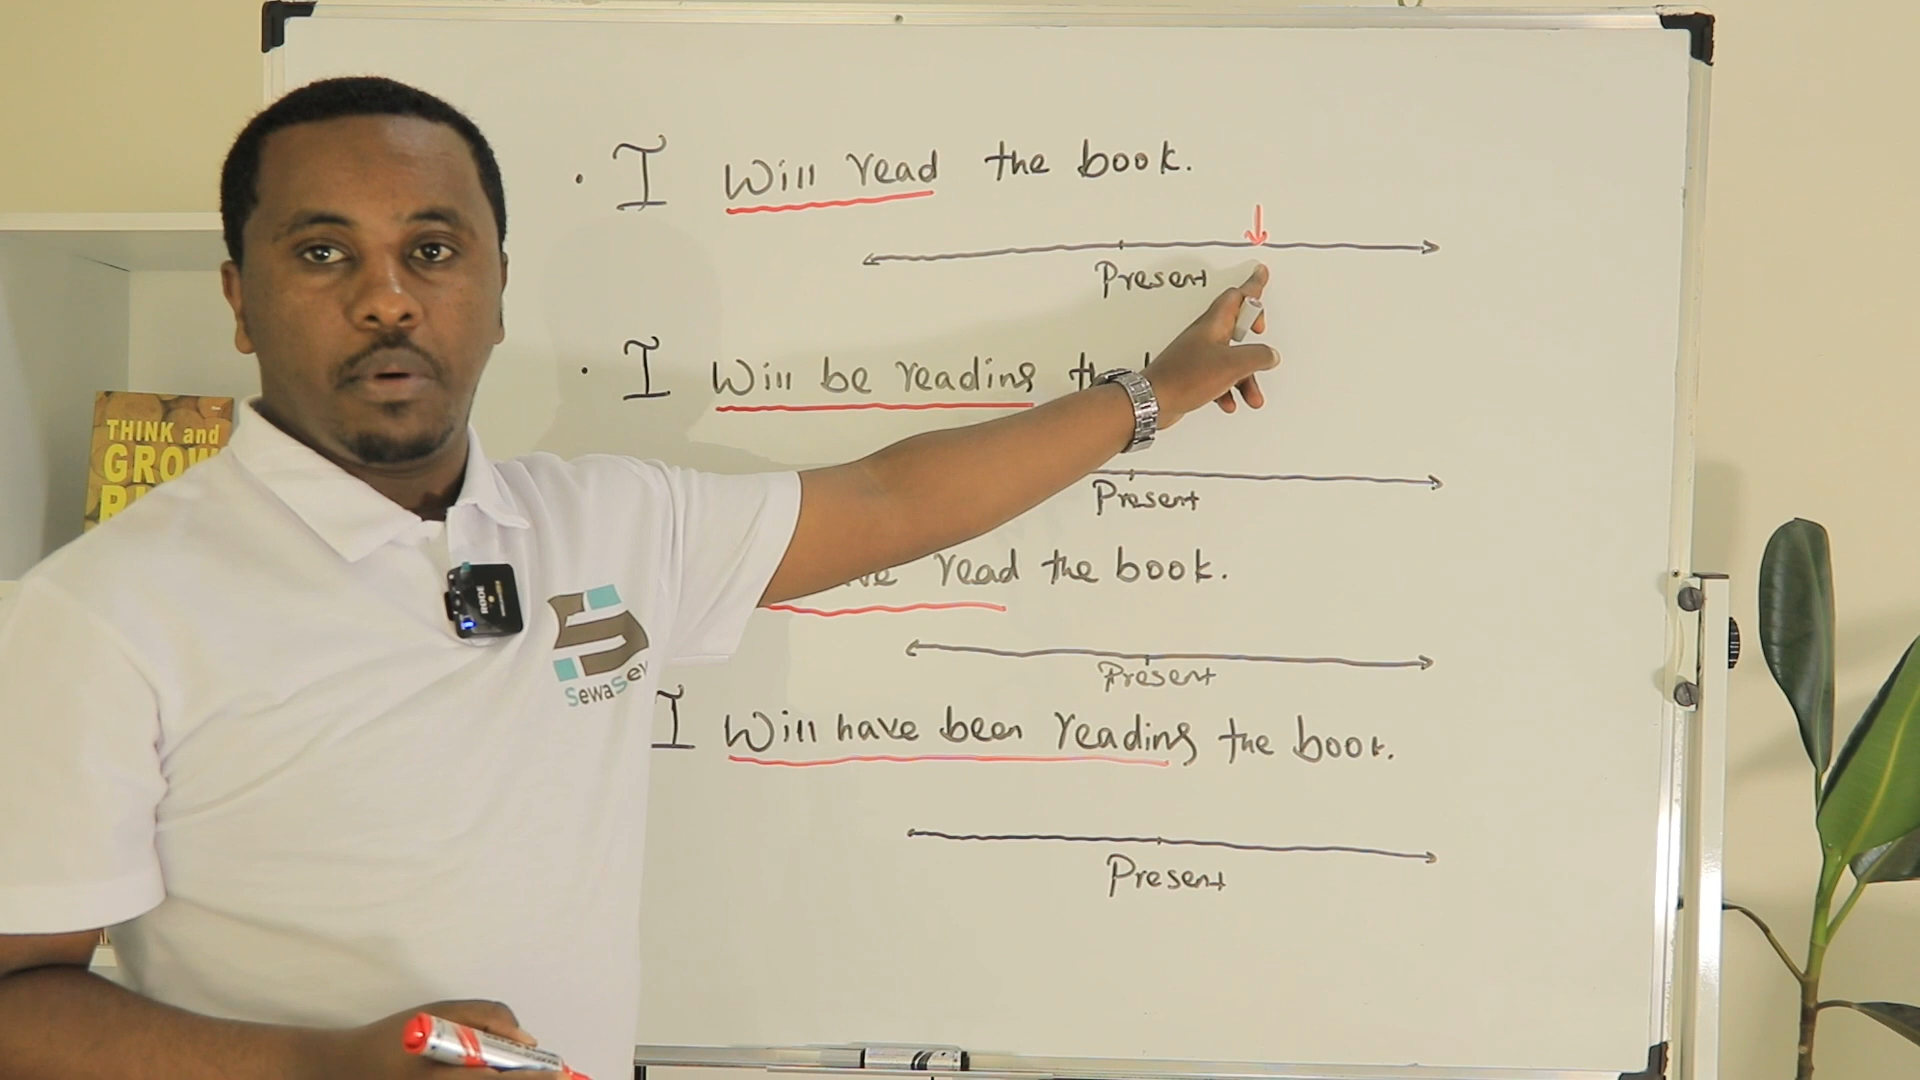 · I Will read the book.
Present
· I Will be reading
Present
read the book.
Present
I Will have been reading the book.
Present
THINK and
GROW
RODE
SewaSew